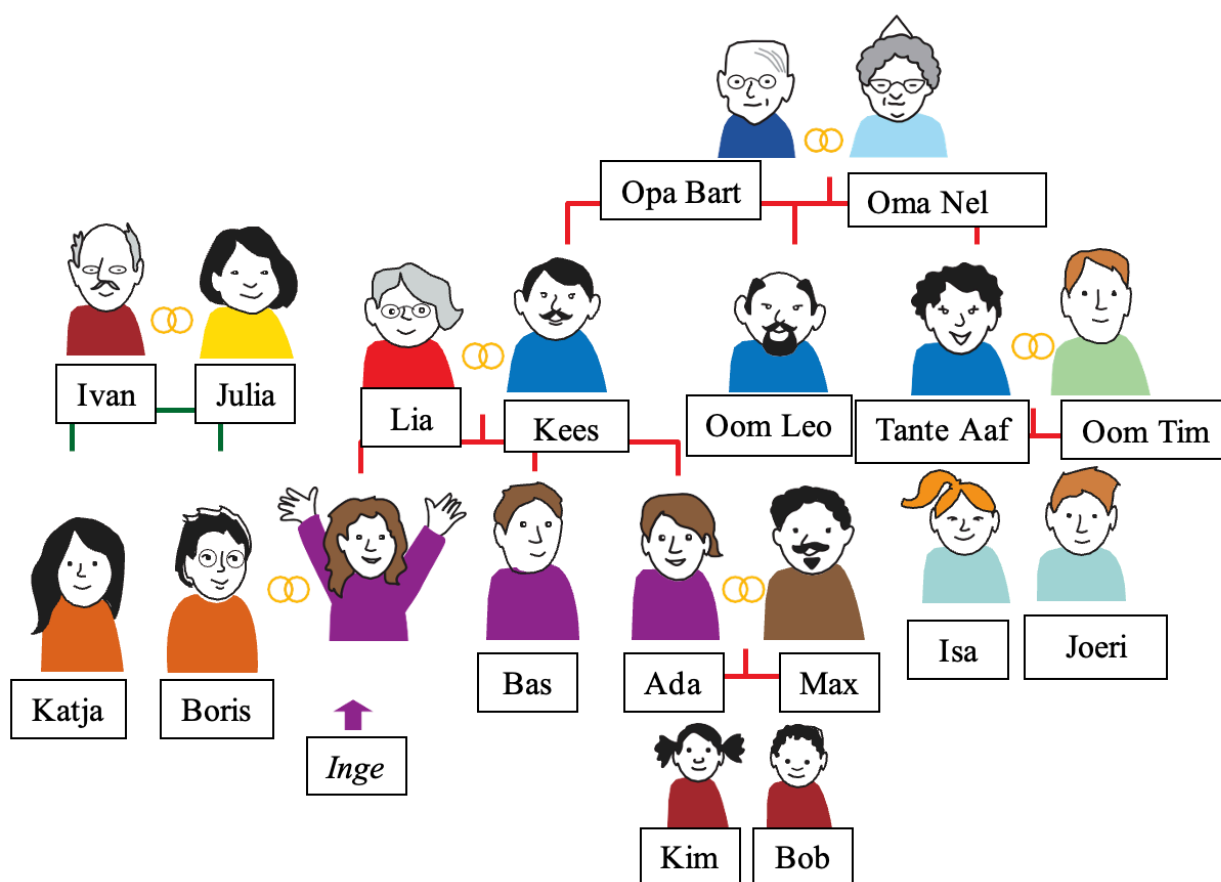 Opa Bart
Oma Nel
Ivan
Julia
Lia
Kees
Oom Leo
Tante Aaf
Oom Tim
Katja
Boris
Inge
Bas
Ada
Max
Isa
Joeri
Kim
Bob